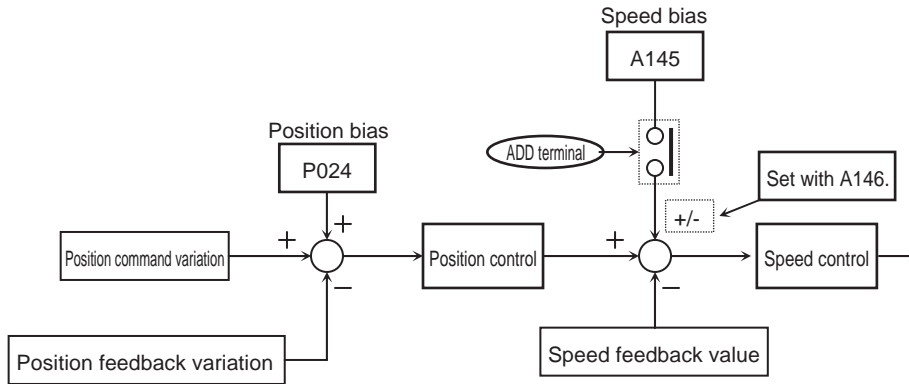 Speed bias
A145
Position bias
P024
ADD terminal
Set with A146.
+
+
+
+/-
Position command variation
Position control
Speed control
−
−
Position feedback variation
Speed feedback value